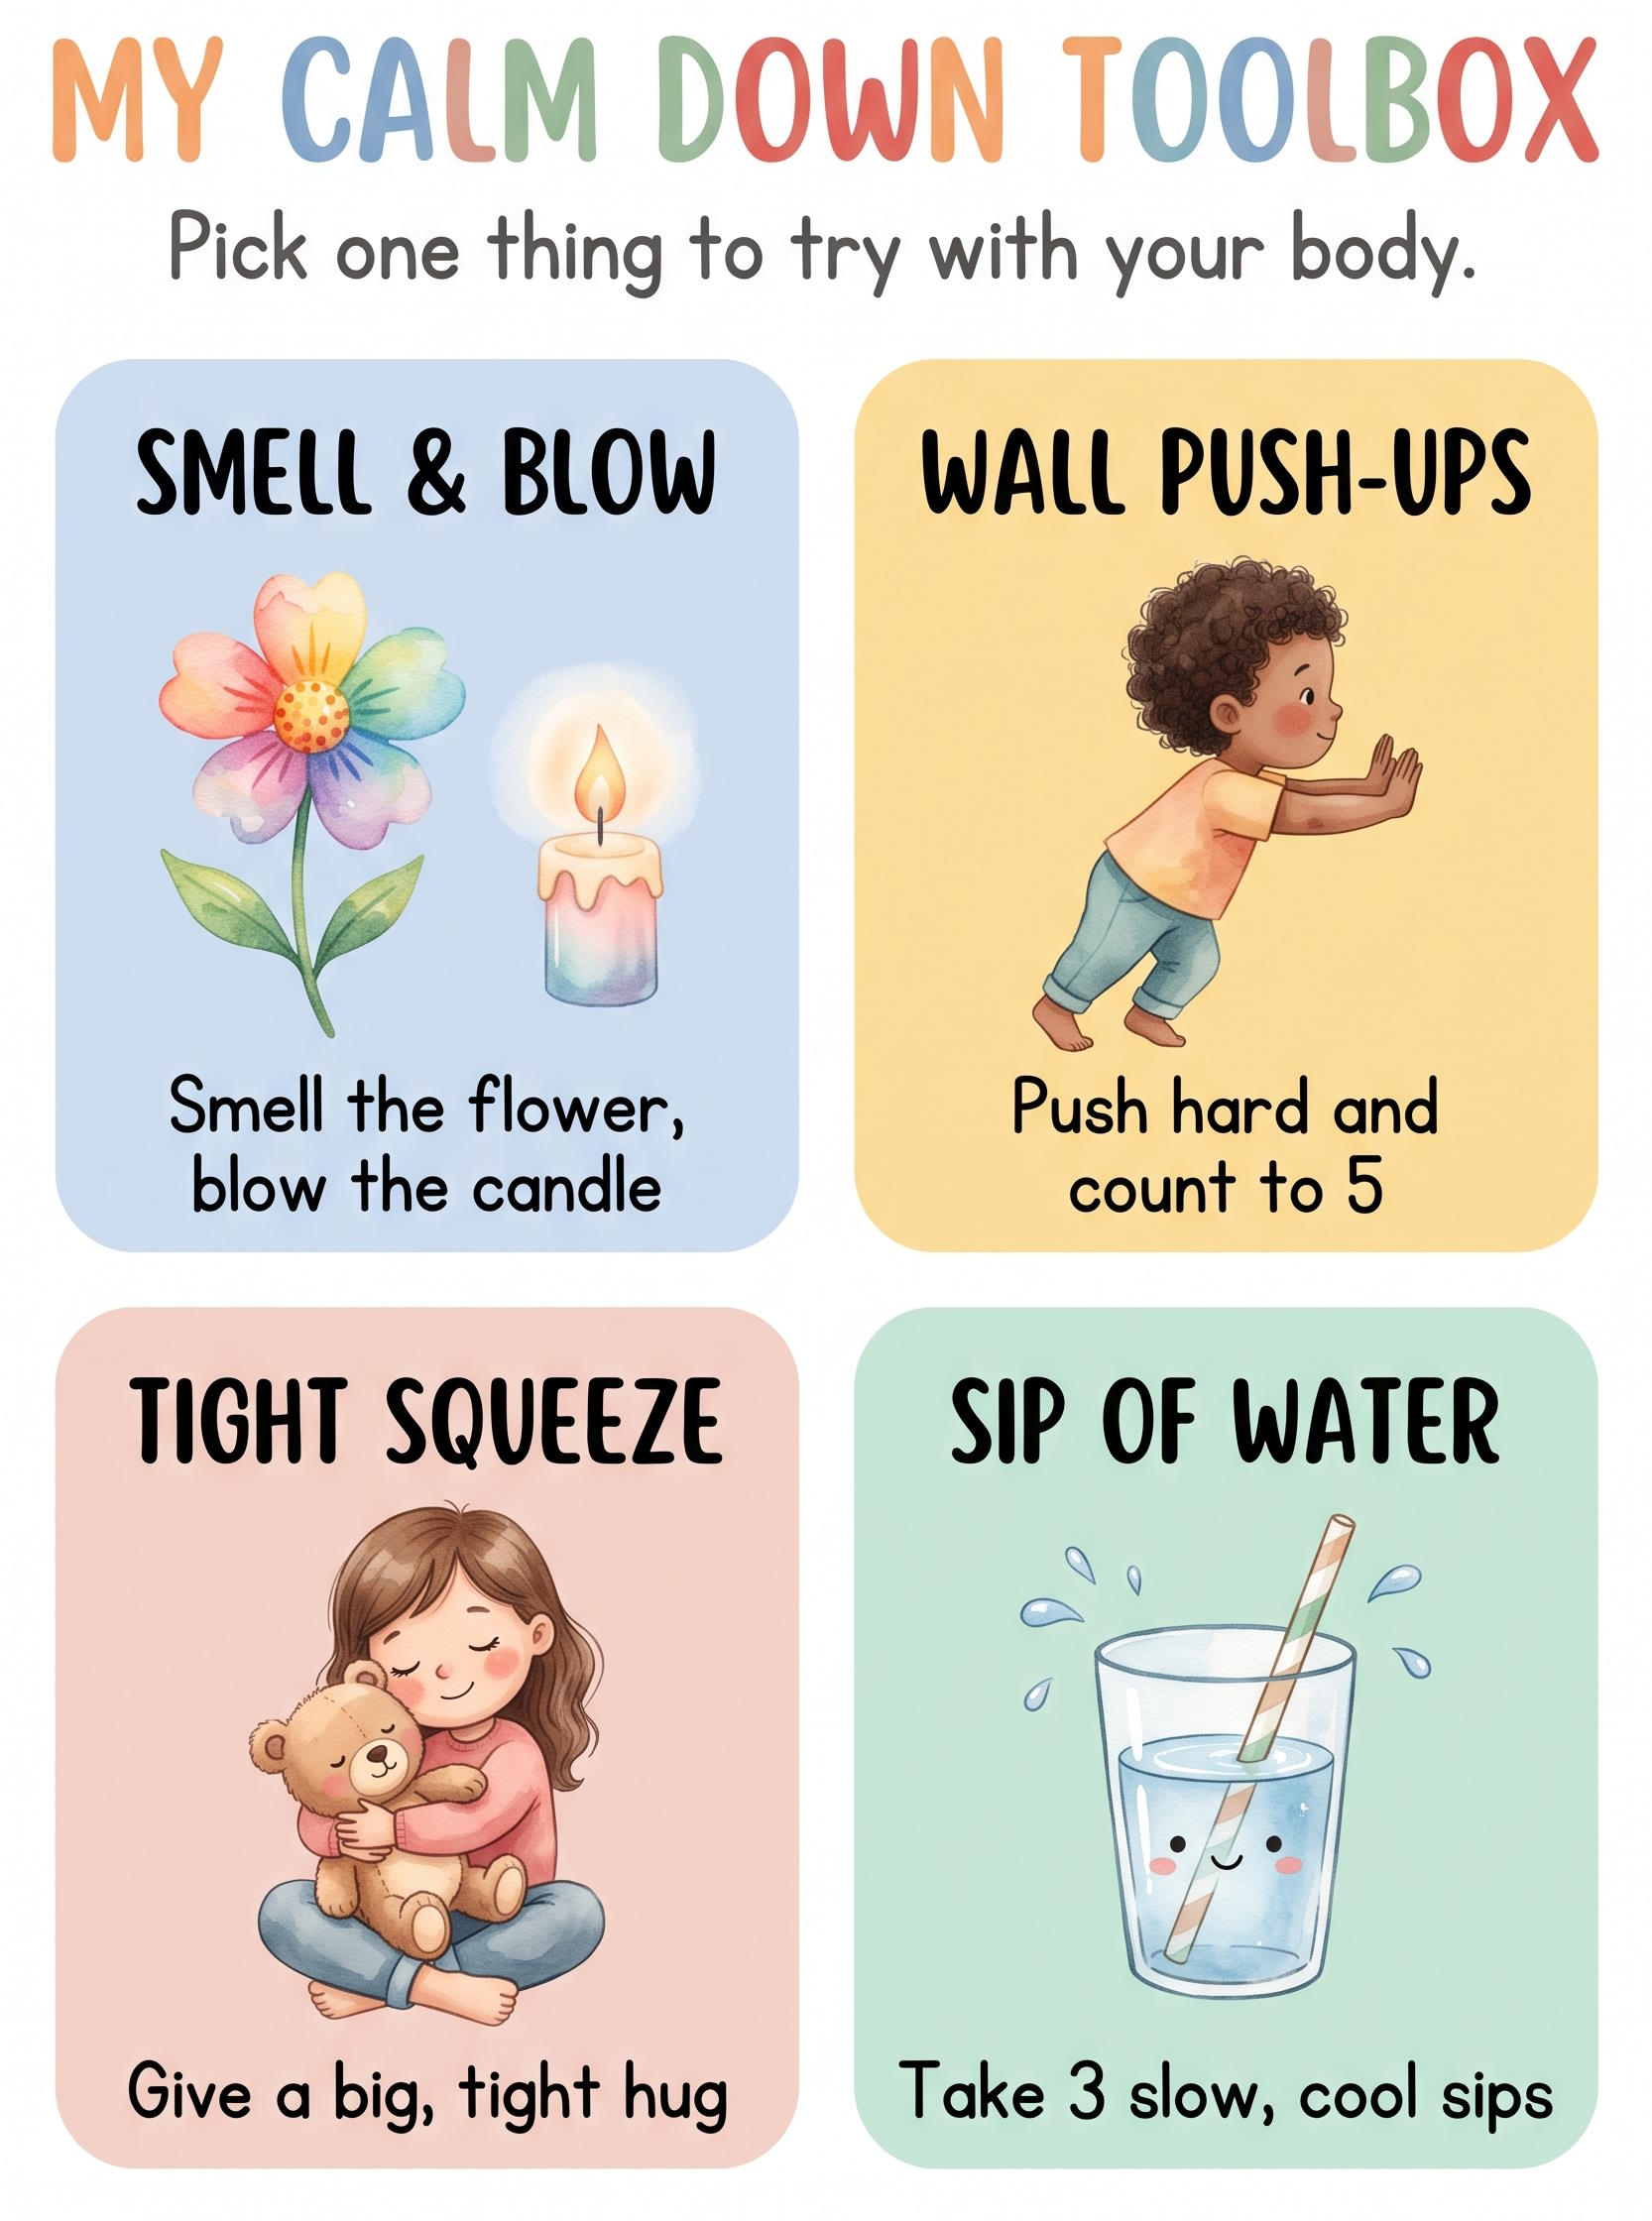 MY CALM DOWN TOOLBOX
Pick one thing to try with your body.
SMELL & BLOW
Smell the flower,
blow the candle
WALL PUSH-UPS
Push hard and
count to 5
TIGHT SQUEEZE
Give a big, tight hug
SIP OF WATER
Take 3 slow, cool sips